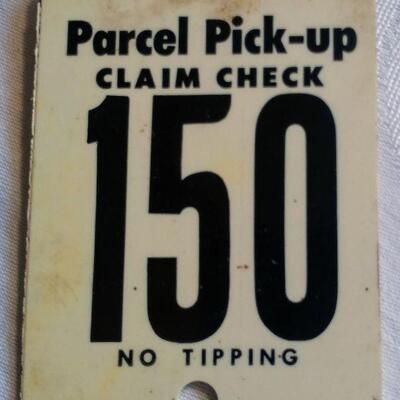 Parcel Pick-up
CLAIM CHECK
150
NO TIPPING